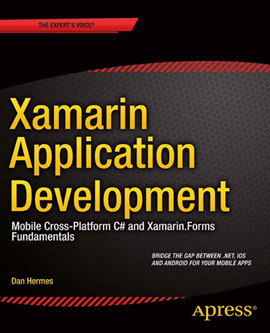 THE EXPERT'S VOICE®
Xamarin
Application
Development
Mobile Cross-Platform C# and Xamarin.Forms
Fundamentals
BRIDGE THE GAP BETWEEN .NET, IOS
AND ANDROID FOR YOUR MOBILE APPS
Dan Hermes
Apress®